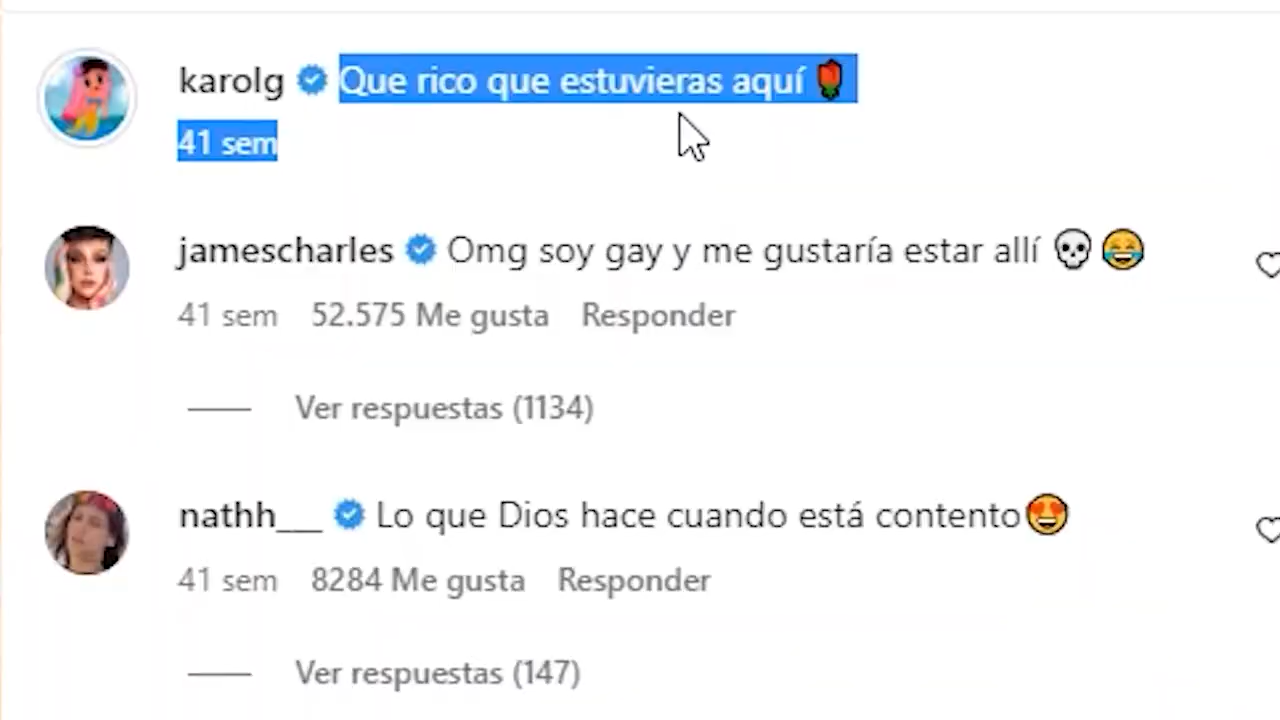 karolg Que rico que estuvieras aquí🌹
41 sem
jamescharles Omg soy gay y me gustaría estar allí 💀😂
41 sem 52.575 Me gusta Responder
Ver respuestas (1134)
nathh___ Lo que Dios hace cuando está contento😍
41 sem 8284 Me gusta Responder
Ver respuestas (147)